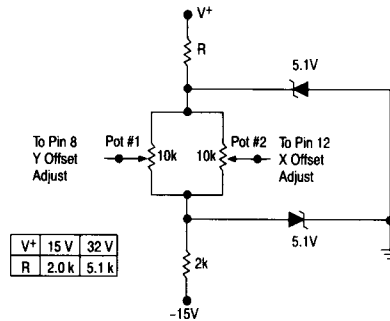 V+
R
5.1V
To Pin 8
Y Offset
Adjust
Pot #1
10k
10k
Pot #2
To Pin 12
X Offset
Adjust
5.1V
V+ 15 V 32 V
R 2.0 k 5.1 k
2k
–15V